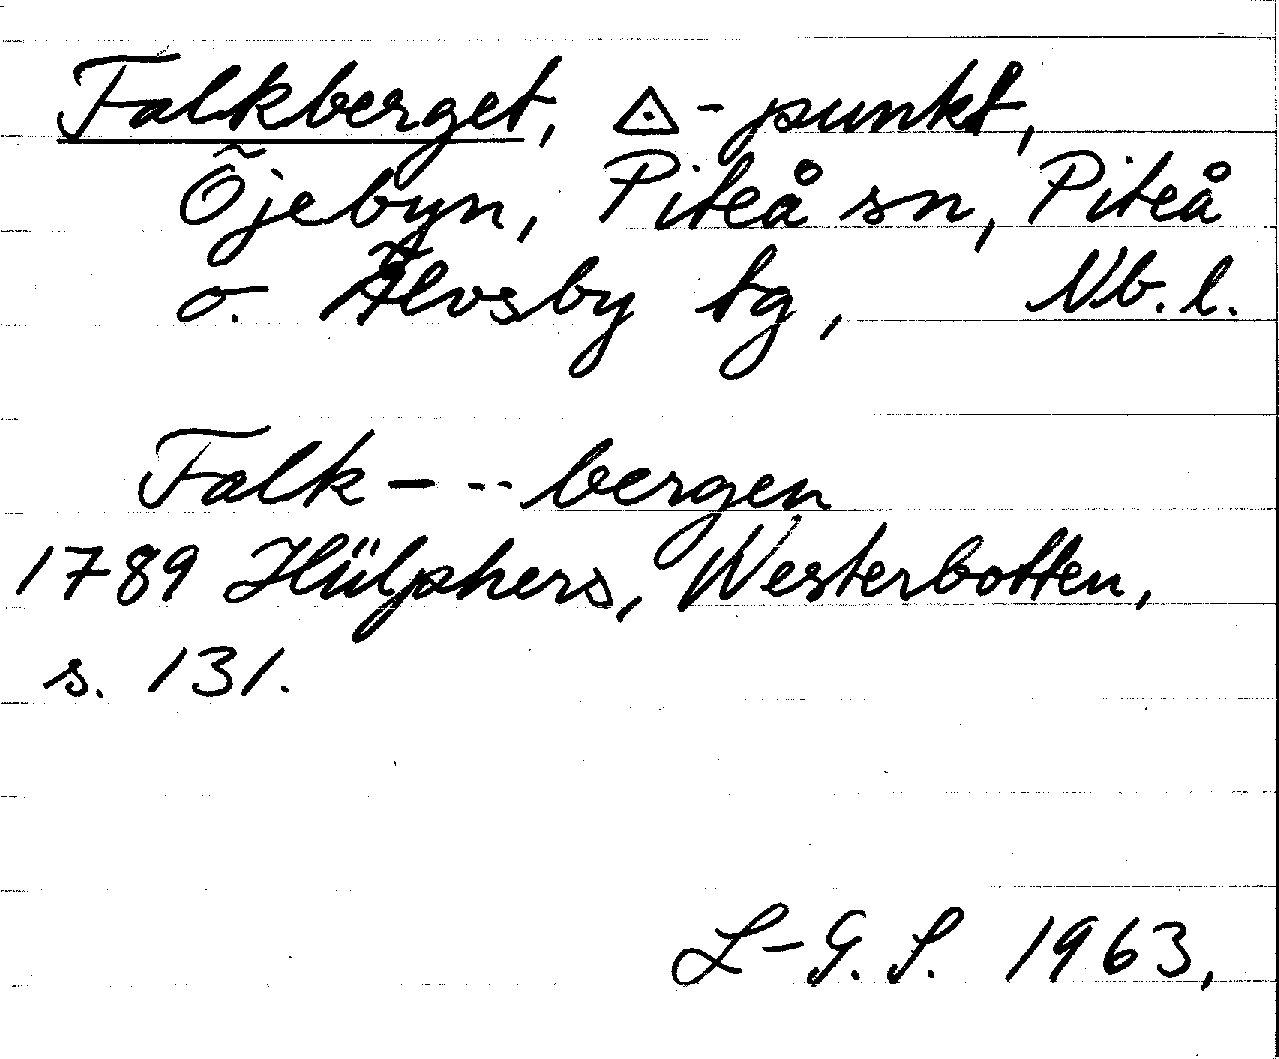 Falkberget, △-punkt,
Öjebyn, Piteå sn, Piteå
o. Älvsby tg, Nb. l.
Falk - -- bergen
1789 Hülphers, Westerbotten,
s. 131.
L-G. S. 1963,